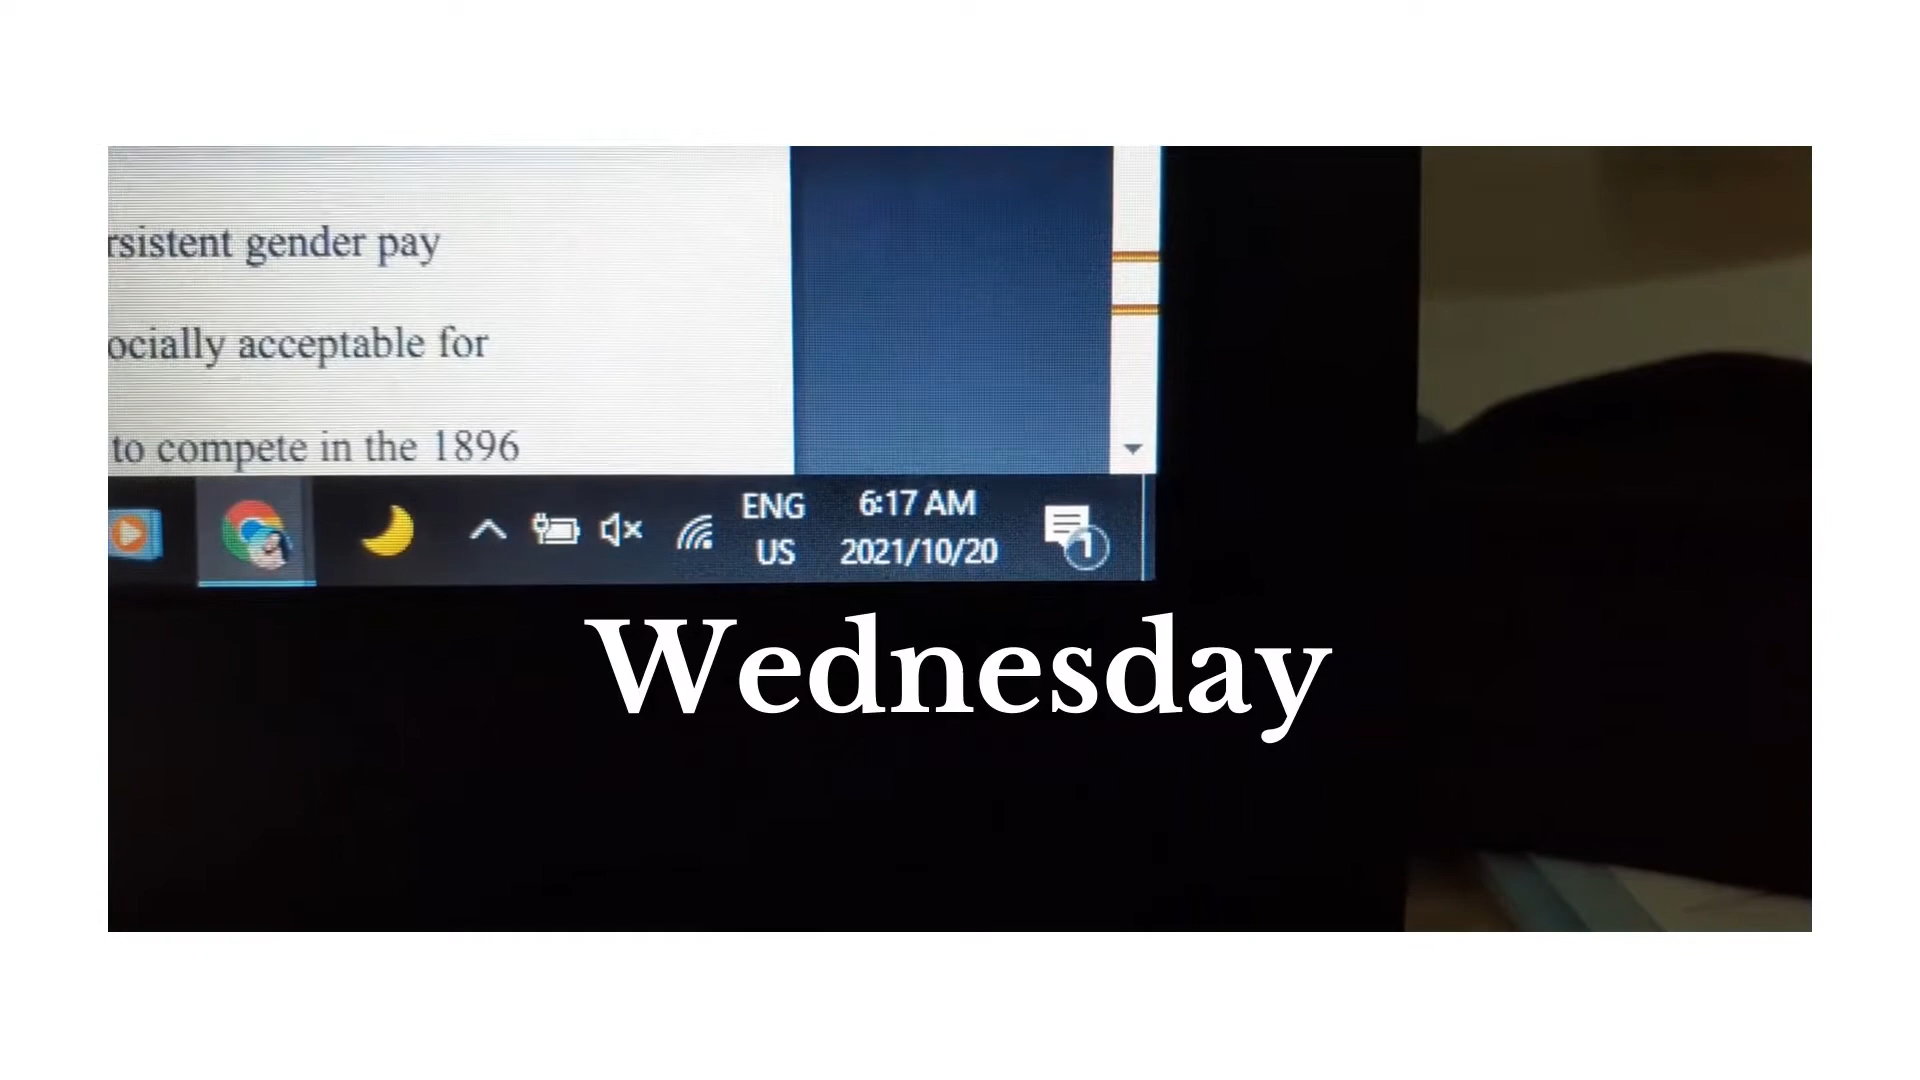 rsistent gender pay
ocially acceptable for
to compete in the 1896
ENG
US
6:17 AM
2021/10/20
1
Wednesday